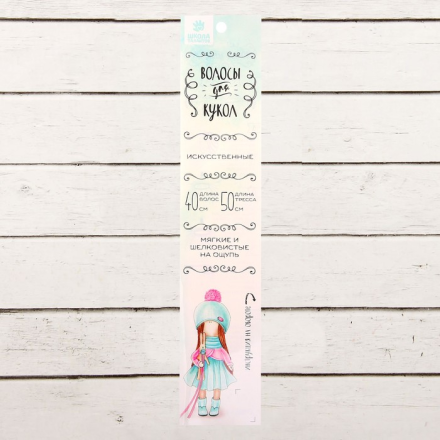 ВОЛОСЫ
для
КУКОЛ
ИСКУССТВЕННЫЕ
40 ДЛИНА ВОЛОС СМ
50 ДЛИНА ТРЕССА СМ
МЯГКИЕ И
ШЕЛКОВИСТЫЕ
НА ОЩУПЬ